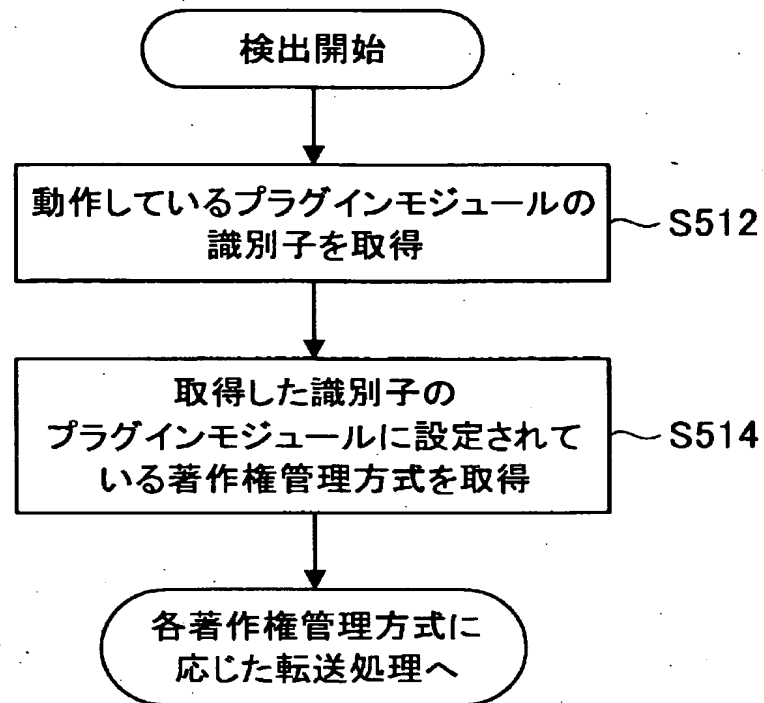 検出開始
動作しているプラグインモジュールの
識別子を取得
S512
取得した識別子の
プラグインモジュールに設定されて
いる著作権管理方式を取得
S514
各著作権管理方式に
応じた転送処理へ